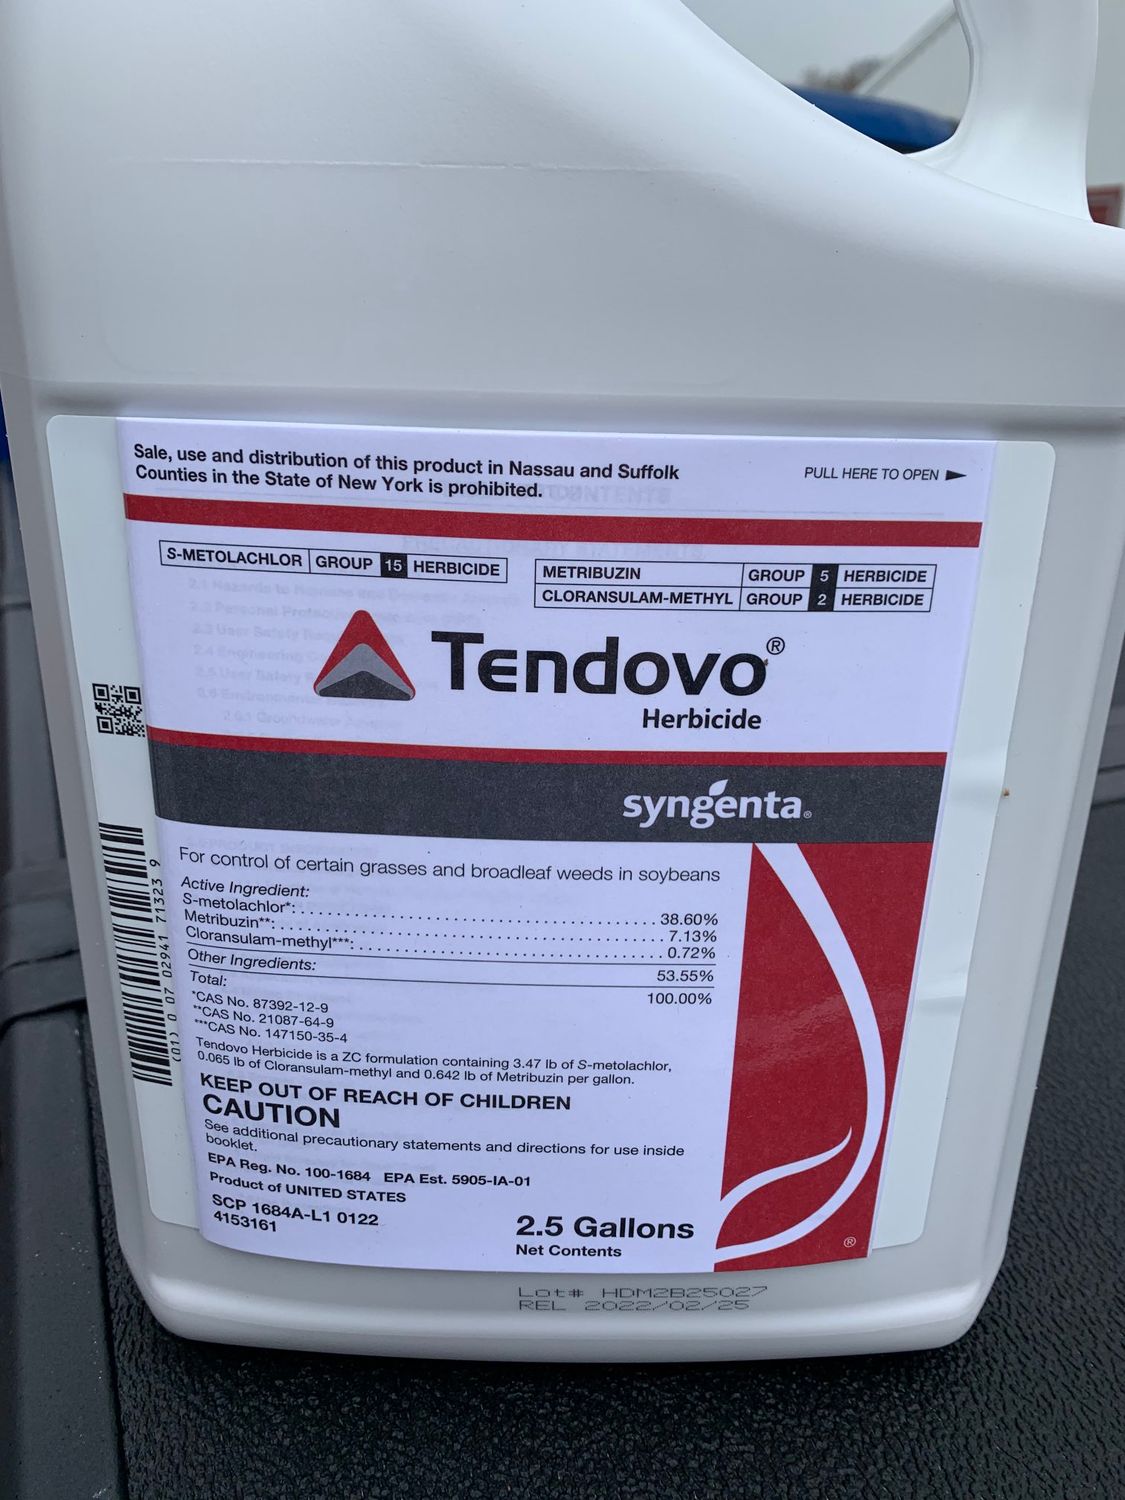 Sale, use and distribution of this product in Nassau and Suffolk
Counties in the State of New York is prohibited.
PULL HERE TO OPEN
S-METOLACHLOR GROUP 15 HERBICIDE
METRIBUZIN GROUP 5 HERBICIDE
CLORANSULAM-METHYL GROUP 2 HERBICIDE
Tendovo®
Herbicide
syngenta®
For control of certain grasses and broadleaf weeds in soybeans
Active Ingredient:
S-metolachlor*: 38.60%
Metribuzin**: 7.13%
Cloransulam-methyl***: 0.72%
Other Ingredients: 53.55%
Total: 100.00%
*CAS No. 87392-12-9
**CAS No. 21087-64-9
***CAS No. 147150-35-4
Tendovo Herbicide is a ZC formulation containing 3.47 lb of S-metolachlor,
0.065 lb of Cloransulam-methyl and 0.642 lb of Metribuzin per gallon.
KEEP OUT OF REACH OF CHILDREN
CAUTION
See additional precautionary statements and directions for use inside
booklet.
EPA Reg. No. 100-1684 EPA Est. 5905-IA-01
Product of UNITED STATES
SCP 1684A-L1 0122
4153161
2.5 Gallons
Net Contents
®
(01) 0 07 02941 71323 9
Lot# HDM2B25027
REL 2022/02/25